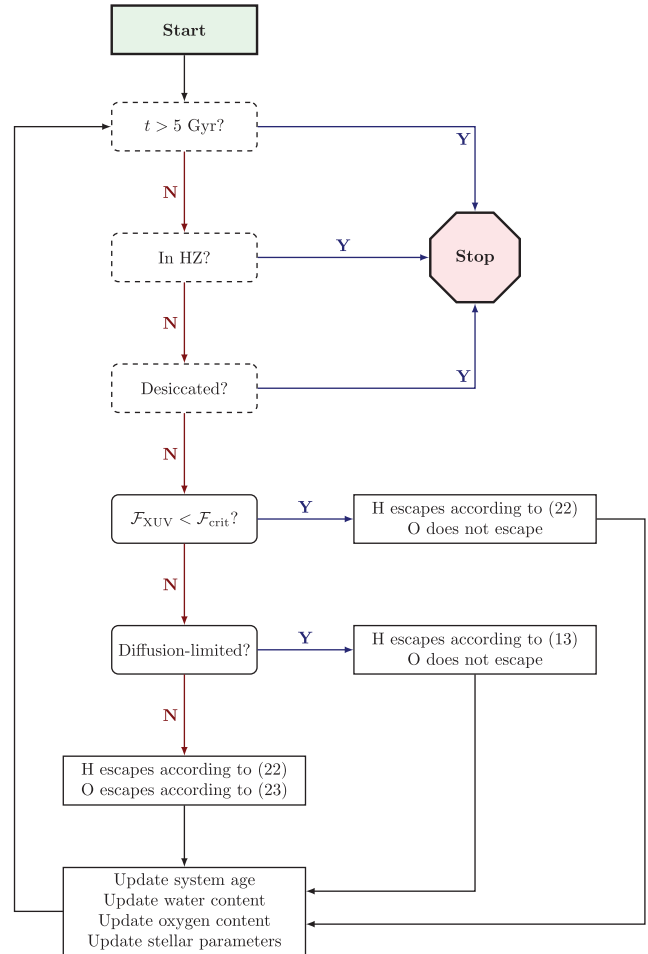 Start
t > 5 Gyr?
Y
N
In HZ?
Y
Stop
N
Desiccated?
Y
N
ℱXUV < ℱcrit?
Y
H escapes according to (22)
O does not escape
N
Diffusion-limited?
Y
H escapes according to (13)
O does not escape
N
H escapes according to (22)
O escapes according to (23)
Update system age
Update water content
Update oxygen content
Update stellar parameters